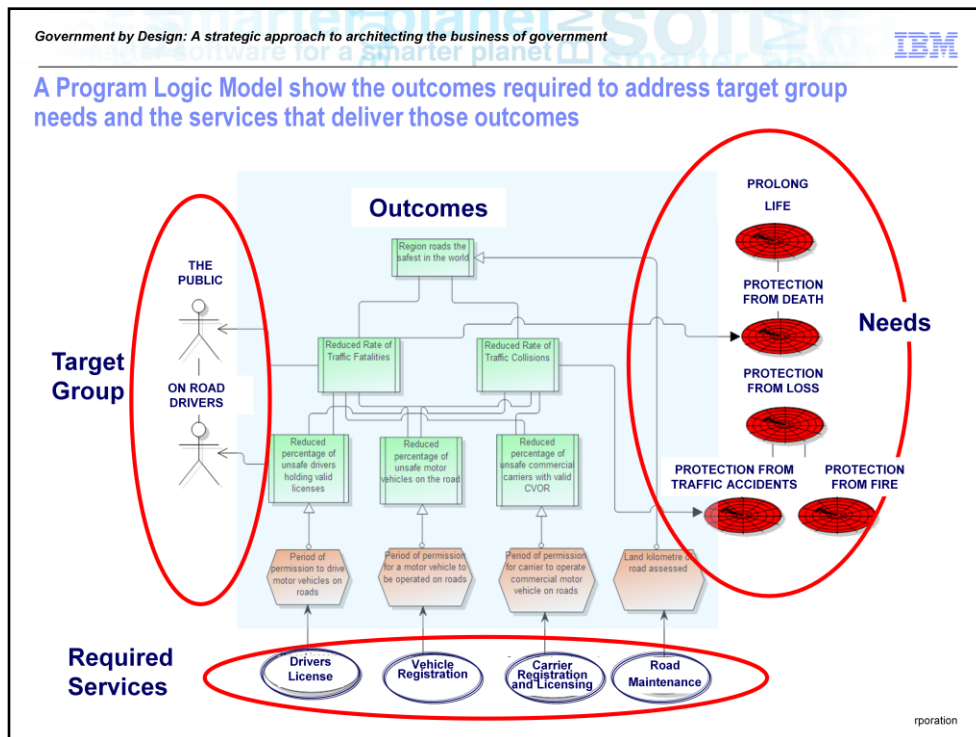 Government by Design: A strategic approach to architecting the business of government
IBM
A Program Logic Model show the outcomes required to address target group
needs and the services that deliver those outcomes
Outcomes
Region roads the
safest in the world
Reduced Rate of
Traffic Fatalities
Reduced Rate of
Traffic Collisions
Reduced
percentage of
unsafe drivers
holding valid
licenses
Reduced
percentage of
unsafe motor
vehicles on the road
Reduced
percentage of
unsafe commercial
carriers with valid
CVOR
Period of
permission to drive
motor vehicles on
roads
Period of permission
for a motor vehicle to
be operated on roads
Period of permission
for carrier to operate
commercial motor
vehicle on roads
Land kilometre of
road assessed
Target
Group
THE
PUBLIC
ON ROAD
DRIVERS
Needs
PROLONG
LIFE
PROTECTION
FROM DEATH
PROTECTION
FROM LOSS
PROTECTION FROM
TRAFFIC ACCIDENTS
PROTECTION
FROM FIRE
Required
Services
Drivers
License
Vehicle
Registration
Carrier
Registration
and Licensing
Road
Maintenance
rporation